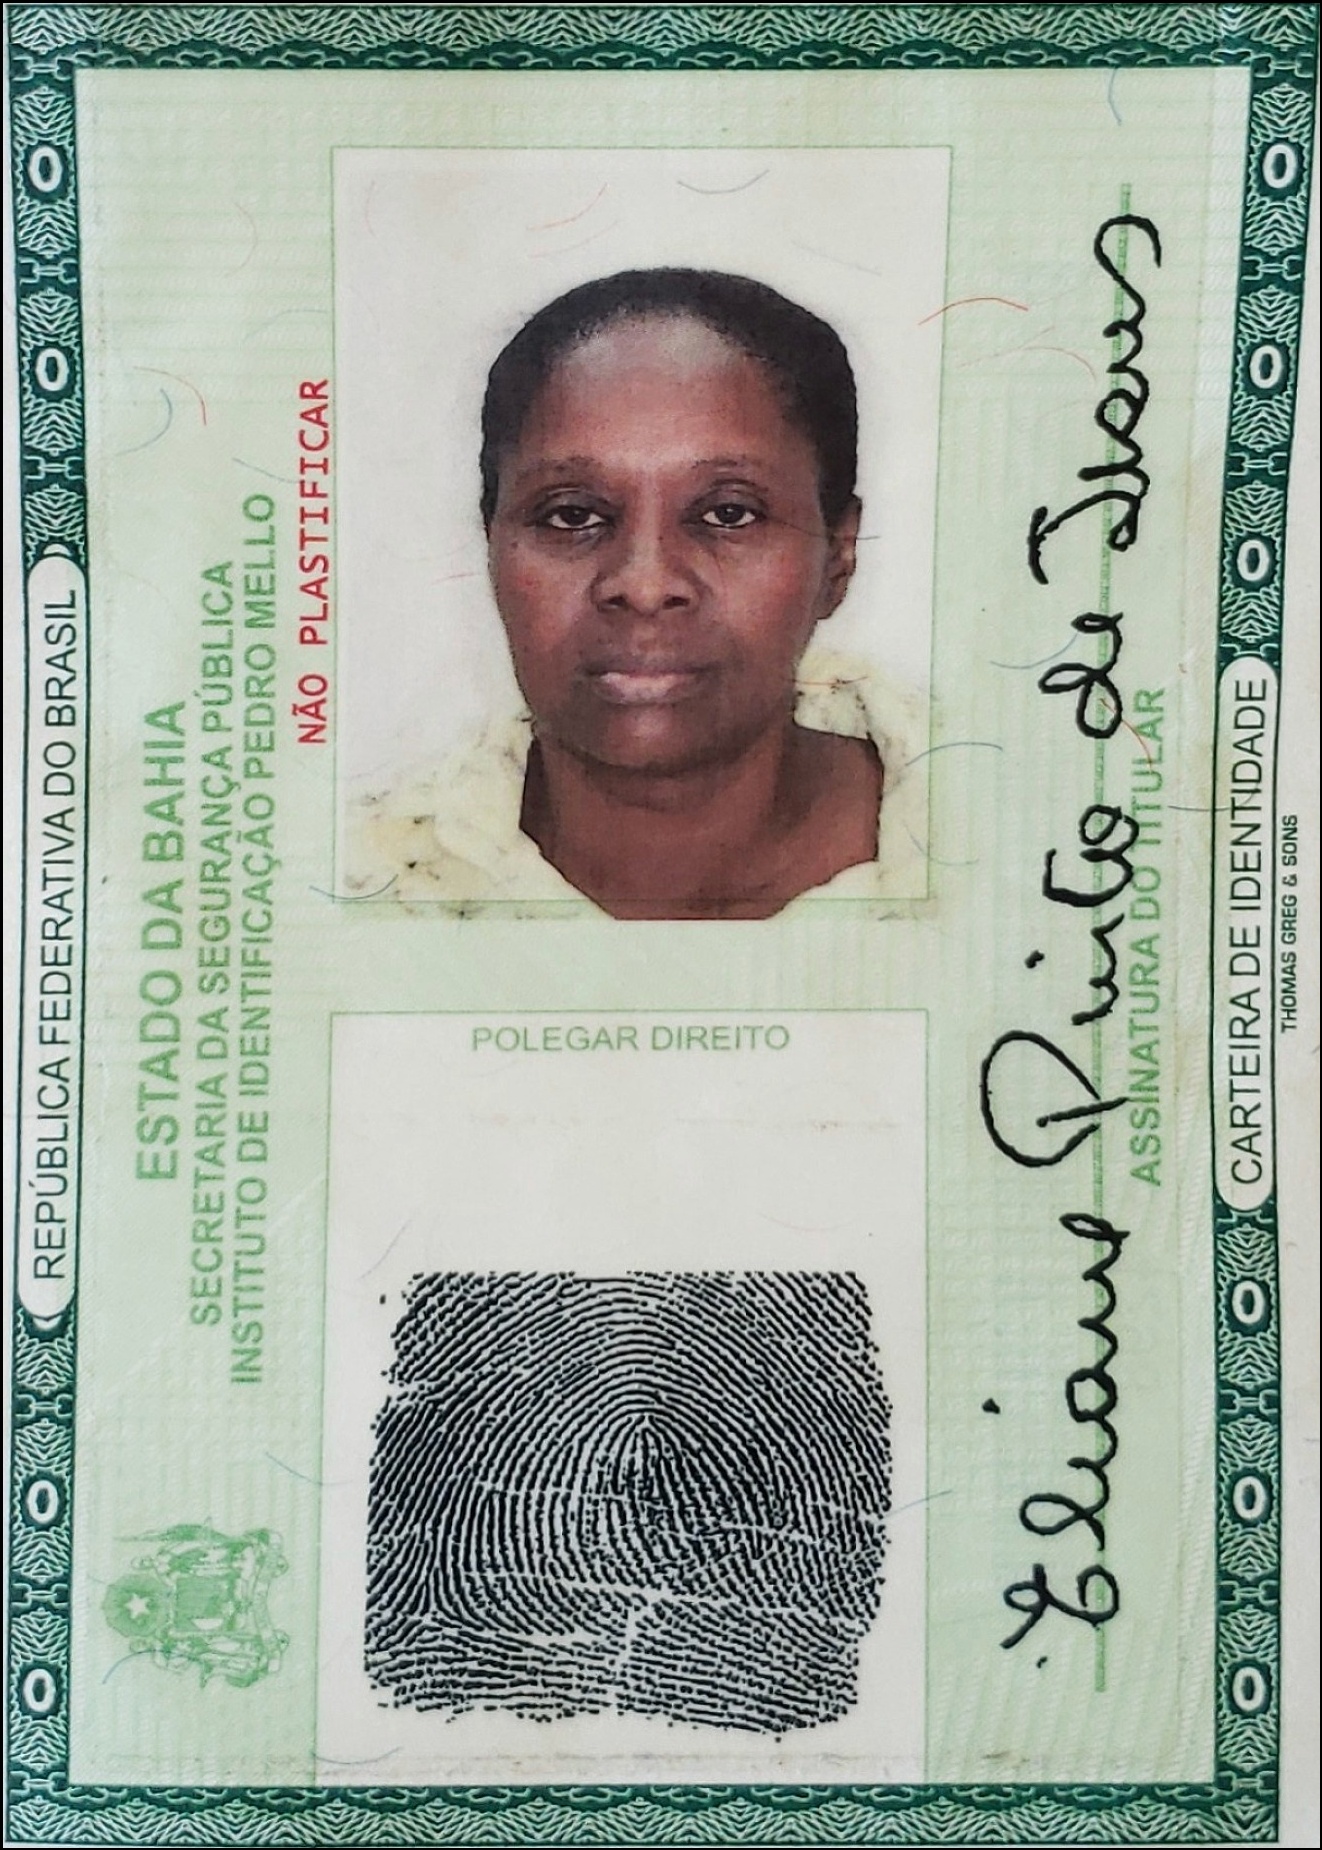 REPÚBLICA FEDERATIVA DO BRASIL
ESTADO DA BAHIA
SECRETARIA DA SEGURANÇA PÚBLICA
INSTITUTO DE IDENTIFICAÇÃO PEDRO MELLO
NÃO PLASTIFICAR
POLEGAR DIREITO
Eliane Pinto de Jesus
ASSINATURA DO TITULAR
CARTEIRA DE IDENTIDADE
THOMAS GREG & SONS